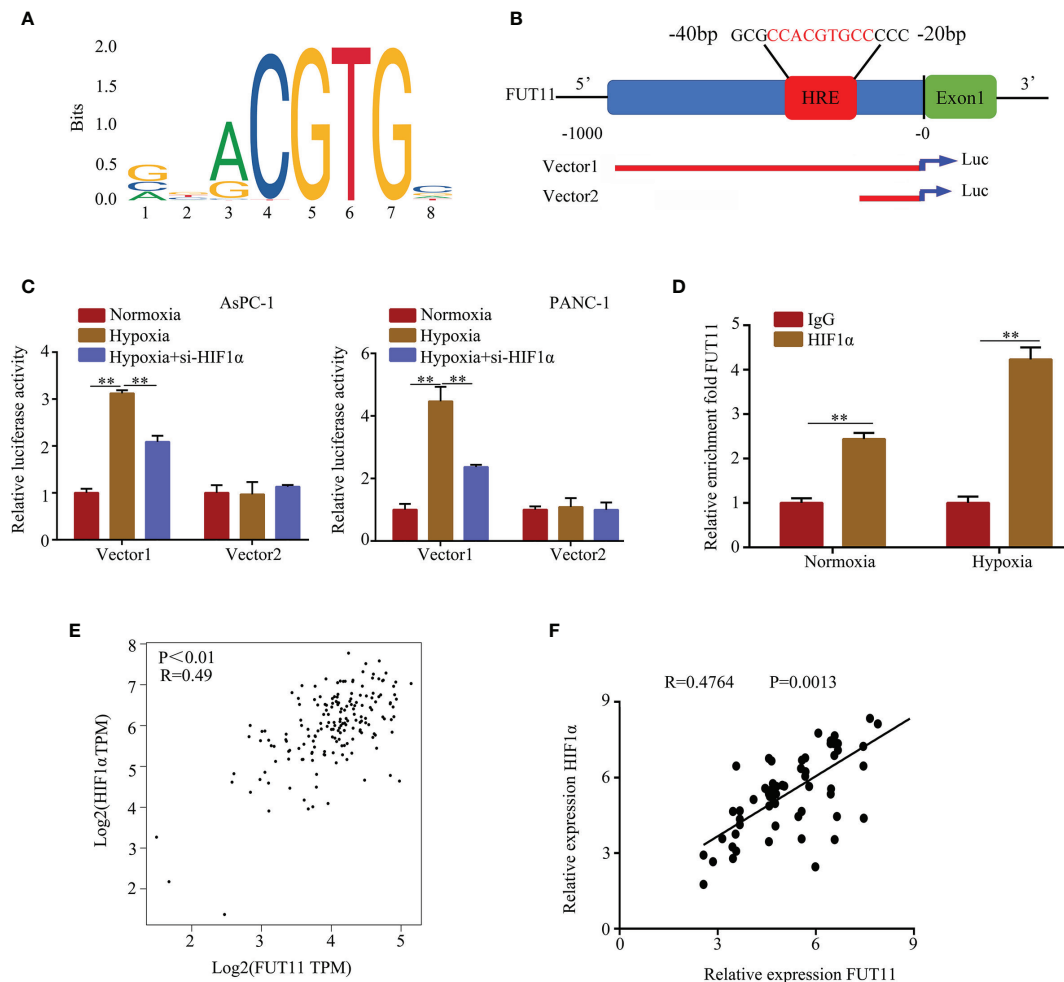 A
Bits
2.0
1.5
1.0
0.5
0.0
G
C
A
A
G
C
G
T
G
C
1 2 3 4 5 6 7 8
B
-40bp GCGCCACGTGCCCCC -20bp
FUT11 5’ HRE Exon1 3’
-1000 -0
Vector1 Luc
Vector2 Luc
C
AsPC-1
Normoxia
Hypoxia
Hypoxia+si-HIF1α
Relative luciferase activity
4
3
2
1
0
** **
Vector1 Vector2
PANC-1
Normoxia
Hypoxia
Hypoxia+si-HIF1α
Relative luciferase activity
6
4
2
0
** **
Vector1 Vector2
D
IgG
HIF1α
Relative enrichment fold FUT11
5
4
3
2
1
0
**
**
Normoxia Hypoxia
E
P<0.01
R=0.49
Log2(HIF1α TPM)
8
7
6
5
4
3
2
2 3 4 5
Log2(FUT11 TPM)
F
R=0.4764 P=0.0013
Relative expression HIF1α
9
6
3
0
0 3 6 9
Relative expression FUT11